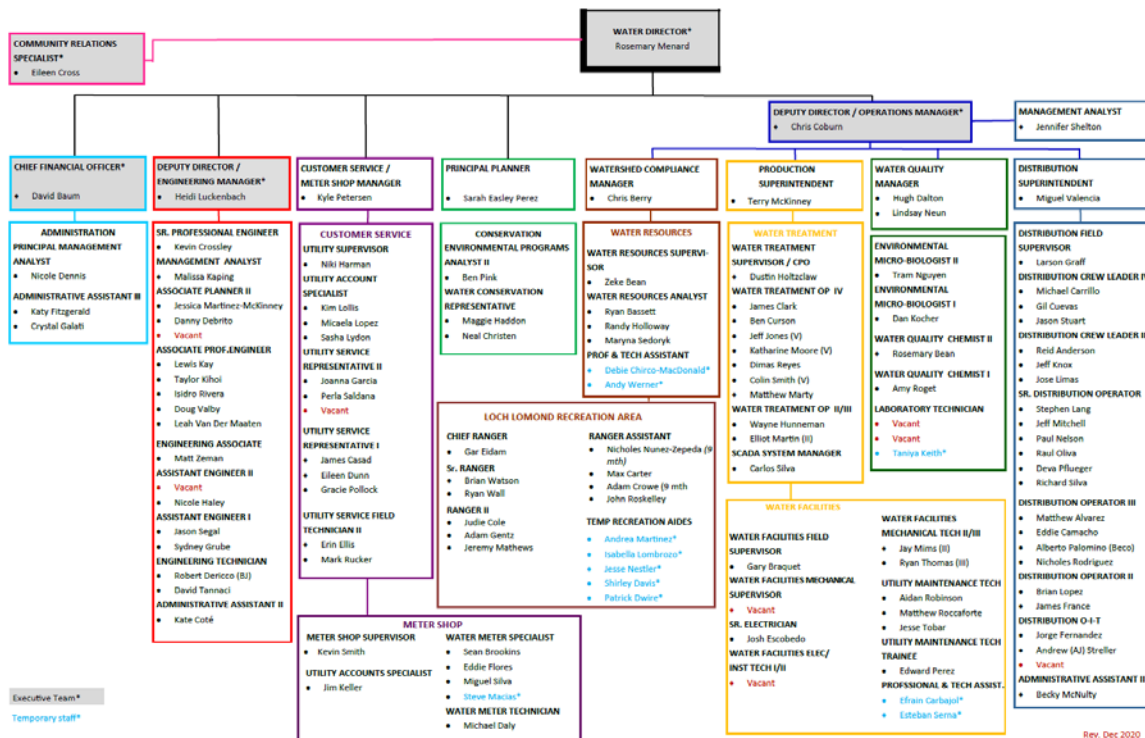 WATER DIRECTOR*
Rosemary Menard
COMMUNITY RELATIONS
SPECIALIST*
Eileen Cross
DEPUTY DIRECTOR / OPERATIONS MANAGER*
Chris Coburn
MANAGEMENT ANALYST
Jennifer Shelton
CHIEF FINANCIAL OFFICER*
David Baum
ADMINISTRATION
PRINCIPAL MANAGEMENT
ANALYST
Nicole Dennis
ADMINISTRATIVE ASSISTANT III
Katy Fitzgerald
Crystal Galati
DEPUTY DIRECTOR /
ENGINEERING MANAGER*
Heidi Luckenbach
SR. PROFESSIONAL ENGINEER
Kevin Crossley
MANAGEMENT ANALYST
Malissa Kaping
ASSOCIATE PLANNER II
Jessica Martinez-McKinney
Danny Debrito
Vacant
ASSOCIATE PROF.ENGINEER
Lewis Kay
Taylor Kihoi
Isidro Rivera
Doug Valby
Leah Van Der Maaten
ENGINEERING ASSOCIATE
Matt Zeman
ASSISTANT ENGINEER II
Vacant
Nicole Haley
ASSISTANT ENGINEER I
Jason Segal
Sydney Grube
ENGINEERING TECHNICIAN
Robert Dericco (BJ)
David Tannaci
ADMINISTRATIVE ASSISTANT II
Kate Coté
CUSTOMER SERVICE /
METER SHOP MANAGER
Kyle Petersen
CUSTOMER SERVICE
UTILITY SUPERVISOR
Niki Harman
UTILITY ACCOUNT
SPECIALIST
Kim Lollis
Micaela Lopez
Sasha Lydon
UTILITY SERVICE
REPRESENTATIVE II
Joanna Garcia
Perla Saldana
Vacant
UTILITY SERVICE
REPRESENTATIVE I
James Casad
Eileen Dunn
Gracie Pollock
UTILITY SERVICE FIELD
TECHNICIAN II
Erin Ellis
Mark Rucker
METER SHOP
METER SHOP SUPERVISOR
Kevin Smith
UTILITY ACCOUNTS SPECIALIST
Jim Keller
WATER METER SPECIALIST
Sean Brookins
Eddie Flores
Miguel Silva
Steve Macias*
WATER METER TECHNICIAN
Michael Daly
PRINCIPAL PLANNER
Sarah Easley Perez
CONSERVATION
ENVIRONMENTAL PROGRAMS
ANALYST II
Ben Pink
WATER CONSERVATION
REPRESENTATIVE
Maggie Haddon
Neal Christen
WATERSHED COMPLIANCE
MANAGER
Chris Berry
WATER RESOURCES
WATER RESOURCES SUPERVI-
SOR
Zeke Bean
WATER RESOURCES ANALYST
Ryan Bassett
Randy Holloway
Maryna Sedoryk
PROF & TECH ASSISTANT
Debie Chirco-MacDonald*
Andy Werner*
LOCH LOMOND RECREATION AREA
CHIEF RANGER
Gar Eidam
Sr. RANGER
Brian Watson
Ryan Wall
RANGER II
Judie Cole
Adam Gentz
Jeremy Mathews
RANGER ASSISTANT
Nicholes Nunez-Zepeda (9
mth)
Max Carter
Adam Crowe (9 mth
John Roskelley
TEMP RECREATION AIDES
Andrea Martinez*
Isabella Lombrozo*
Jesse Nestler*
Shirley Davis*
Patrick Dwire*
PRODUCTION
SUPERINTENDENT
Terry McKinney
WATER TREATMENT
WATER TREATMENT
SUPERVISOR / CPO
Dustin Holtzclaw
WATER TREATMENT OP IV
James Clark
Ben Curson
Jeff Jones (V)
Katharine Moore (V)
Dimas Reyes
Colin Smith (V)
Matthew Marty
WATER TREATMENT OP II/III
Wayne Hunneman
Elliot Martin (II)
SCADA SYSTEM MANAGER
Carlos Silva
WATER FACILITIES
WATER FACILITIES FIELD
SUPERVISOR
Gary Braquet
WATER FACILITIES MECHANICAL
SUPERVISOR
Vacant
SR. ELECTRICIAN
Josh Escobedo
WATER FACILITIES ELEC/
INST TECH I/II
Vacant
WATER FACILITIES
MECHANICAL TECH II/III
Jay Mims (II)
Ryan Thomas (III)
UTILITY MAINTENANCE TECH
Aidan Robinson
Matthew Roccaforte
Jesse Tobar
UTILITY MAINTENANCE TECH
TRAINEE
Edward Perez
PROFSSIONAL & TECH ASSIST.
Efrain Carbajol*
Esteban Serna*
WATER QUALITY
MANAGER
Hugh Dalton
Lindsay Neun
ENVIRONMENTAL
MICRO-BIOLOGIST II
Tram Nguyen
ENVIRONMENTAL
MICRO-BIOLOGIST I
Dan Kocher
WATER QUALITY CHEMIST II
Rosemary Bean
WATER QUALITY CHEMIST I
Amy Roget
LABORATORY TECHNICIAN
Vacant
Vacant
Taniya Keith*
DISTRIBUTION
SUPERINTENDENT
Miguel Valencia
DISTRIBUTION FIELD
SUPERVISOR
Larson Graff
DISTRIBUTION CREW LEADER IV
Michael Carrillo
Gil Cuevas
Jason Stuart
DISTRIBUTION CREW LEADER II
Reid Anderson
Jeff Knox
Jose Limas
SR. DISTRIBUTION OPERATOR
Stephen Lang
Jeff Mitchell
Paul Nelson
Raul Oliva
Deva Pflueger
Richard Silva
DISTRIBUTION OPERATOR III
Matthew Alvarez
Eddie Camacho
Alberto Palomino (Beco)
Nicholes Rodriguez
DISTRIBUTION OPERATOR II
Brian Lopez
James France
DISTRIBUTION O-I-T
Jorge Fernandez
Andrew (AJ) Streller
Vacant
ADMINISTRATIVE ASSISTANT II
Becky McNulty
Executive Team*
Temporary staff*
Rev. Dec 2020